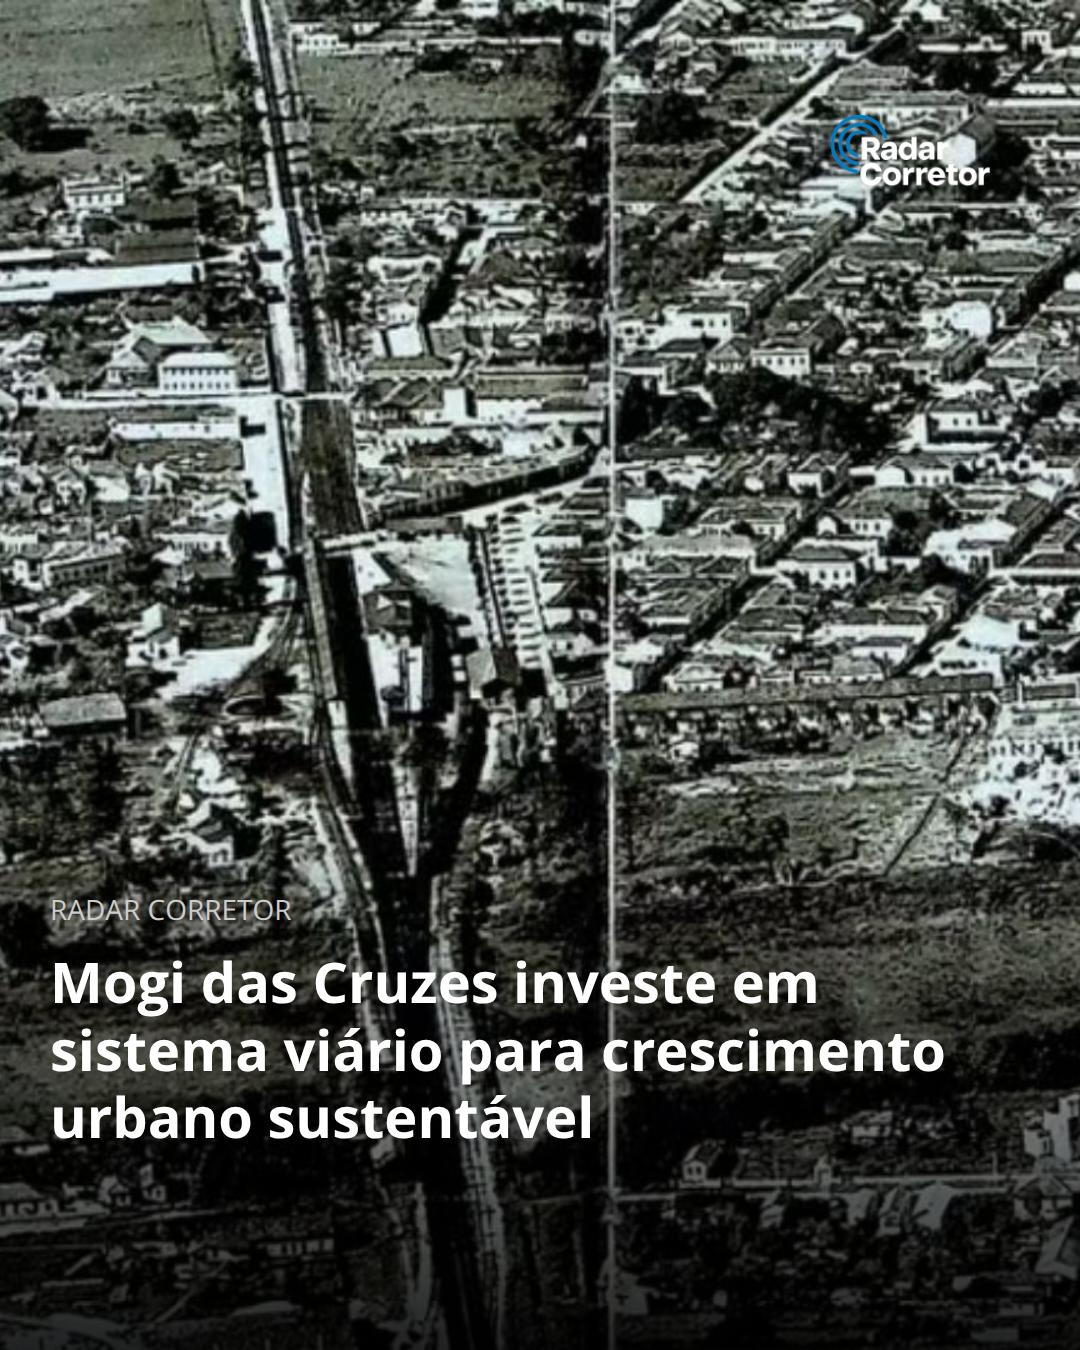 Radar
Corretor
RADAR CORRETOR
Mogi das Cruzes investe em
sistema viário para crescimento
urbano sustentável